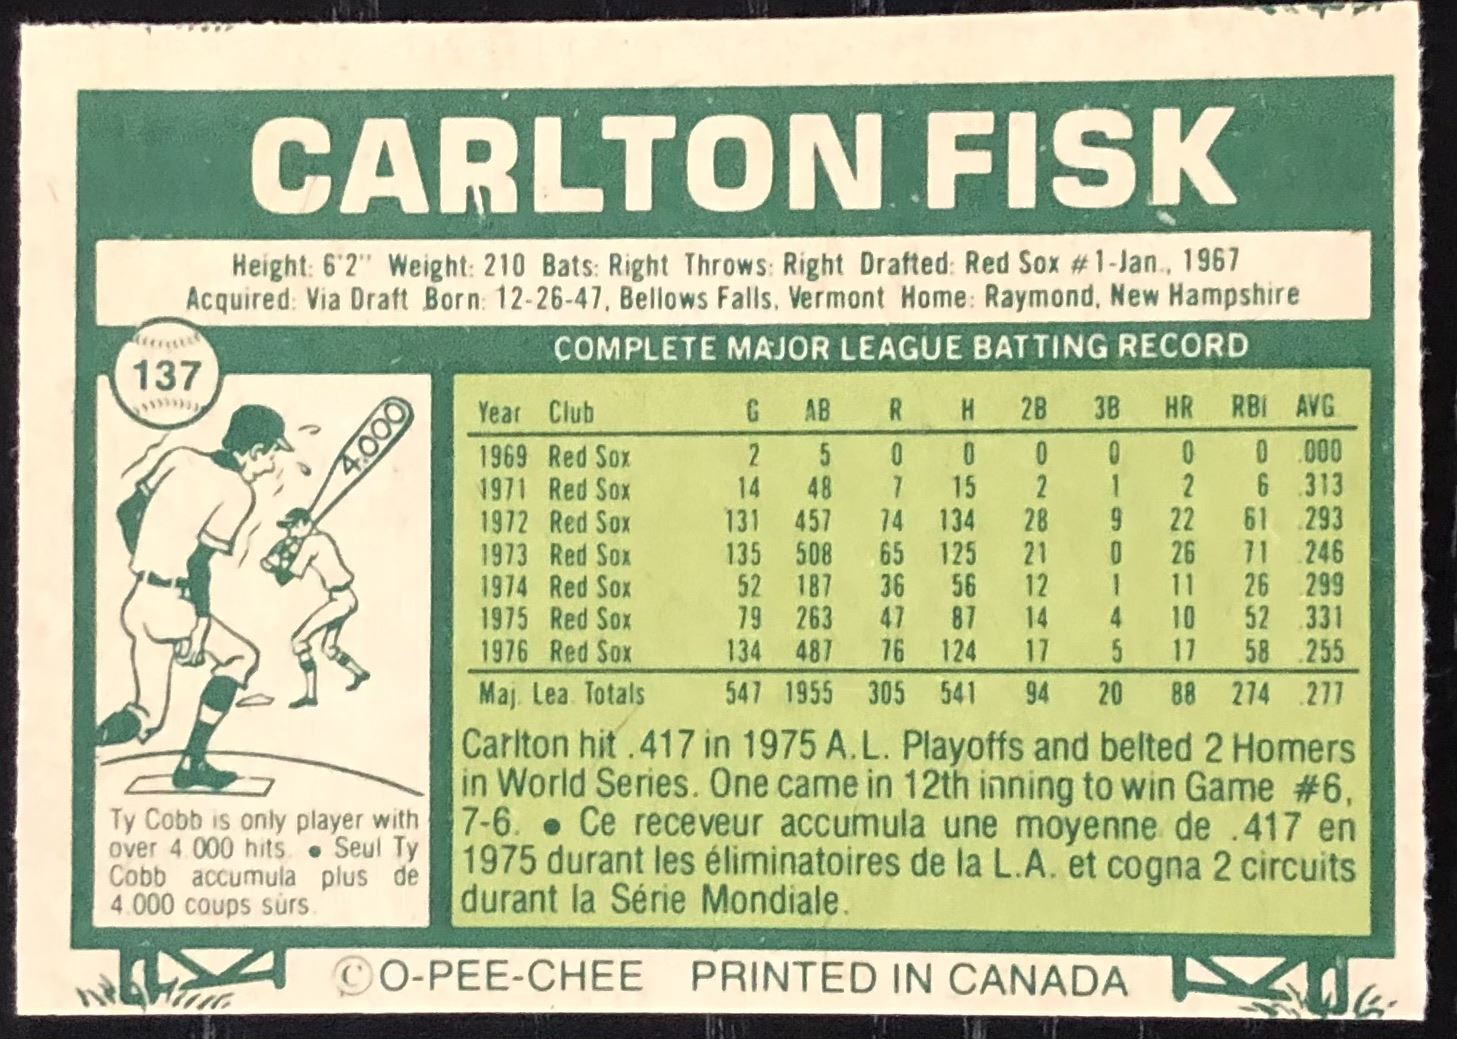 CARLTON FISK
Height: 6'2" Weight: 210 Bats: Right Throws: Right Drafted: Red Sox #1-Jan., 1967
Acquired: Via Draft Born: 12-26-47, Bellows Falls, Vermont Home: Raymond, New Hampshire
137
COMPLETE MAJOR LEAGUE BATTING RECORD
Year Club G AB R H 2B 3B HR RBI AVG
1969 Red Sox 2 5 0 0 0 0 0 0 .000
1971 Red Sox 14 48 7 15 2 1 2 6 .313
1972 Red Sox 131 457 74 134 28 9 22 61 .293
1973 Red Sox 135 508 65 125 21 0 26 71 .246
1974 Red Sox 52 187 36 56 12 1 11 26 .299
1975 Red Sox 79 263 47 87 14 4 10 52 .331
1976 Red Sox 134 487 76 124 17 5 17 58 .255
Maj. Lea. Totals 547 1955 305 541 94 20 88 274 .277
Carlton hit .417 in 1975 A.L. Playoffs and belted 2 Homers
in World Series. One came in 12th inning to win Game #6,
7-6. • Ce receveur accumula une moyenne de .417 en
1975 durant les éliminatoires de la L.A. et cogna 2 circuits
durant la Série Mondiale.
4,000
Ty Cobb is only player with
over 4,000 hits. • Seul Ty
Cobb accumula plus de
4,000 coups sûrs.
©O-PEE-CHEE PRINTED IN CANADA